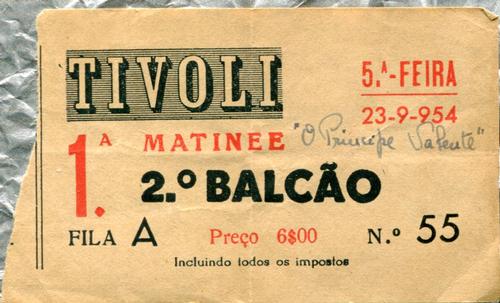 TIVOLI
5.ª-FEIRA
23-9-954
1.ª MATINEE "O Principe Valente"
2.º BALCÃO
FILA A Preço 6$00 N.º 55
Incluindo todos os impostos